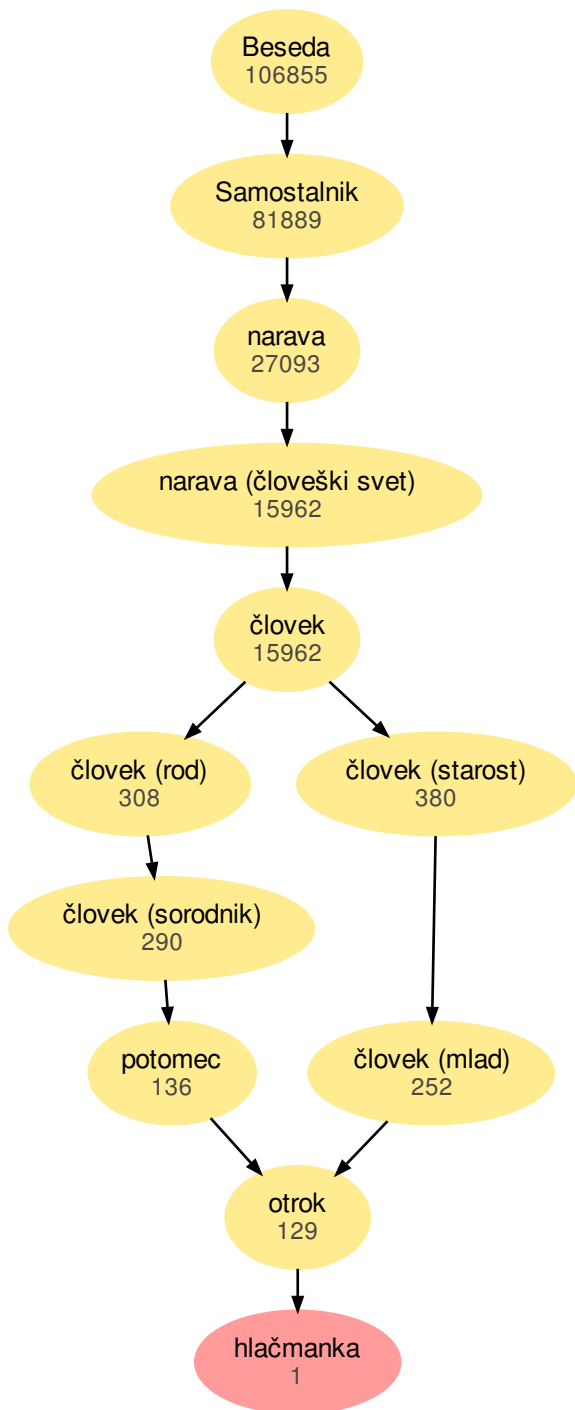 Beseda
106855
Samostalnik
81889
narava
27093
narava (človeški svet)
15962
človek
15962
človek (rod)
308
človek (starost)
380
človek (sorodnik)
290
potomec
136
človek (mlad)
252
otrok
129
hlačmanka
1